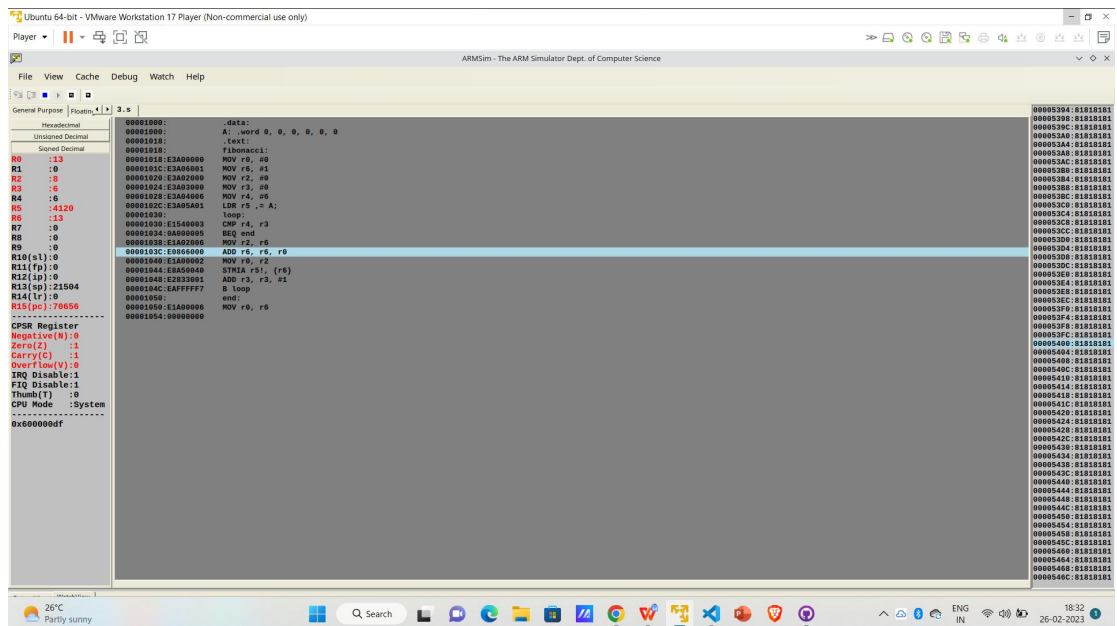 Ubuntu 64-bit - VMware Workstation 17 Player (Non-commercial use only)
Player
ARMSim - The ARM Simulator Dept. of Computer Science
File View Cache Debug Watch Help
General Purpose Floatin
3.s
Hexadecimal
Unsigned Decimal
Signed Decimal
R0 :13
R1 :0
R2 :8
R3 :6
R4 :6
R5 :4120
R6 :13
R7 :0
R8 :0
R9 :0
R10(sl):0
R11(fp):0
R12(ip):0
R13(sp):21504
R14(lr):0
R15(pc):70656
CPSR Register
Negative(N):0
Zero(Z) :1
Carry(C) :1
Overflow(V):0
IRQ Disable:1
FIQ Disable:1
Thumb(T) :0
CPU Mode :System
0x600000df
00001000: .data:
00001000: A: .word 0, 0, 0, 0, 0, 0
00001018: .text:
00001018: fibonacci:
00001018:E3A00000 MOV r0, #0
0000101C:E3A06001 MOV r6, #1
00001020:E3A02000 MOV r2, #0
00001024:E3A03000 MOV r3, #0
00001028:E3A04006 MOV r4, #6
0000102C:E3A05A01 LDR r5 ,= A;
00001030: loop:
00001030:E1540003 CMP r4, r3
00001034:0A000005 BEQ end
00001038:E1A02006 MOV r2, r6
0000103C:E0866000 ADD r6, r6, r0
00001040:E1A00002 MOV r0, r2
00001044:E8A50040 STMIA r5!, {r6}
00001048:E2833001 ADD r3, r3, #1
0000104C:EAFFFFF7 B loop
00001050: end:
00001050:E1A00006 MOV r0, r6
00001054:00000000
00005394:81818181
00005398:81818181
0000539C:81818181
000053A0:81818181
000053A4:81818181
000053A8:81818181
000053AC:81818181
000053B0:81818181
000053B4:81818181
000053B8:81818181
000053BC:81818181
000053C0:81818181
000053C4:81818181
000053C8:81818181
000053CC:81818181
000053D0:81818181
000053D4:81818181
000053D8:81818181
000053DC:81818181
000053E0:81818181
000053E4:81818181
000053E8:81818181
000053EC:81818181
000053F0:81818181
000053F4:81818181
000053F8:81818181
000053FC:81818181
00005400:81818181
00005404:81818181
00005408:81818181
0000540C:81818181
00005410:81818181
00005414:81818181
00005418:81818181
0000541C:81818181
00005420:81818181
00005424:81818181
00005428:81818181
0000542C:81818181
00005430:81818181
00005434:81818181
00005438:81818181
0000543C:81818181
00005440:81818181
00005444:81818181
00005448:81818181
0000544C:81818181
00005450:81818181
00005454:81818181
00005458:81818181
0000545C:81818181
00005460:81818181
00005464:81818181
00005468:81818181
0000546C:81818181
26°C
Partly sunny
Search
ENG
IN
18:32
26-02-2023
1